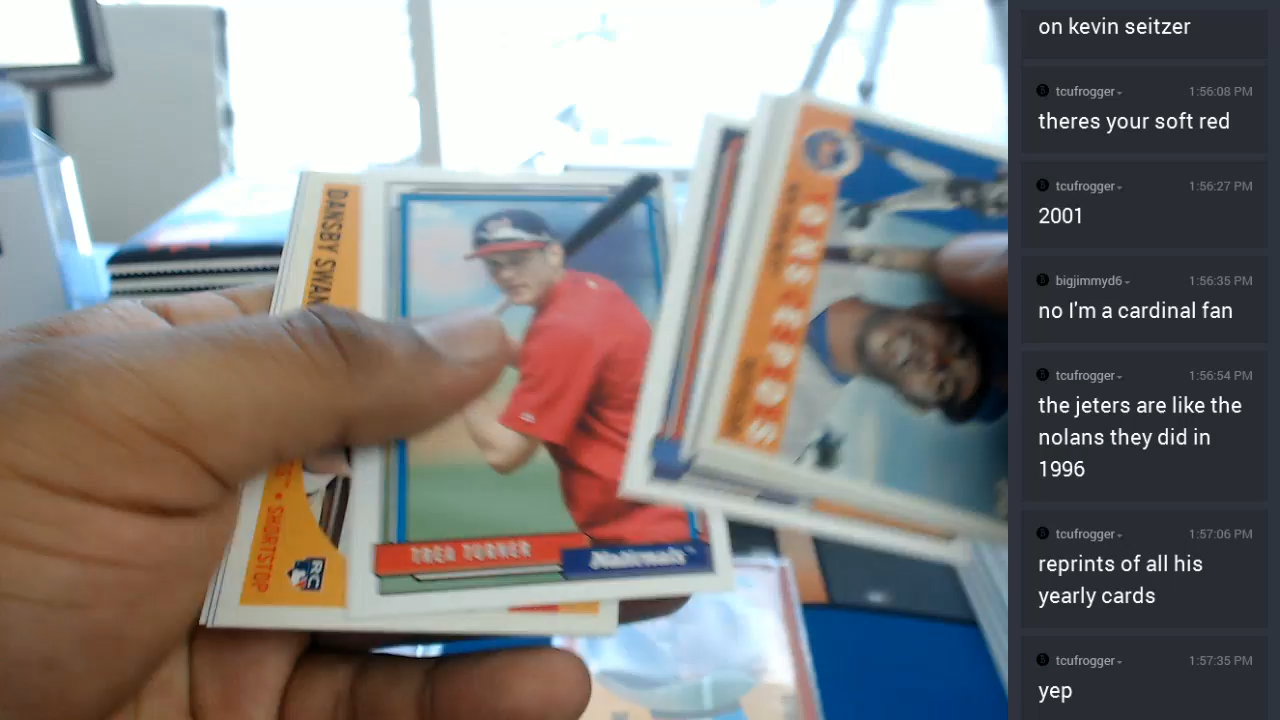 DANSBY SWAN
SHORTSTOP
RC
TREA TURNER
Nationals
CESPEDES
on kevin seitzer
tcufrogger 1:56:08 PM
theres your soft red
tcufrogger 1:56:27 PM
2001
bigjimmyd6 1:56:35 PM
no I'm a cardinal fan
tcufrogger 1:56:54 PM
the jeters are like the
nolans they did in
1996
tcufrogger 1:57:06 PM
reprints of all his
yearly cards
tcufrogger 1:57:35 PM
yep